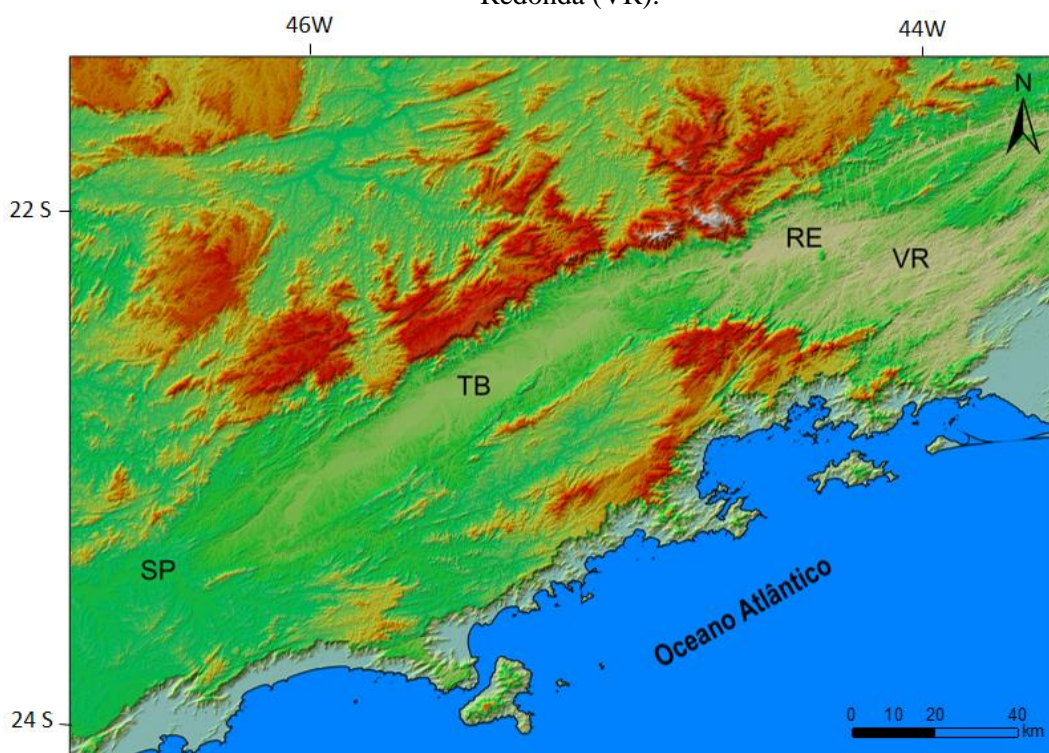 Redonda (VR).
46W
44W
N
22 S
RE
VR
TB
SP
Oceano Atlântico
0 10 20 40
km
24 S